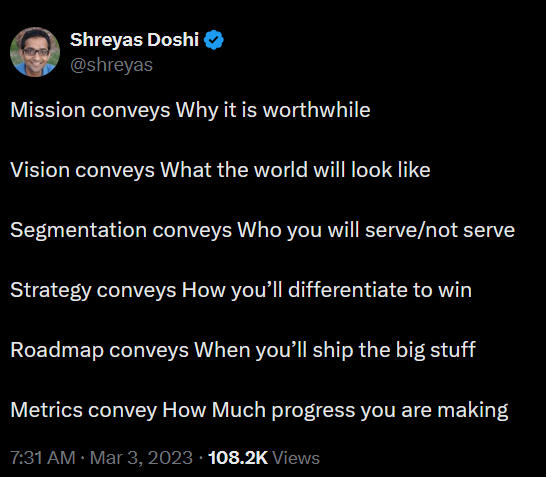 Shreyas Doshi
@shreyas
Mission conveys Why it is worthwhile
Vision conveys What the world will look like
Segmentation conveys Who you will serve/not serve
Strategy conveys How you’ll differentiate to win
Roadmap conveys When you’ll ship the big stuff
Metrics convey How Much progress you are making
7:31 AM · Mar 3, 2023 · 108.2K Views